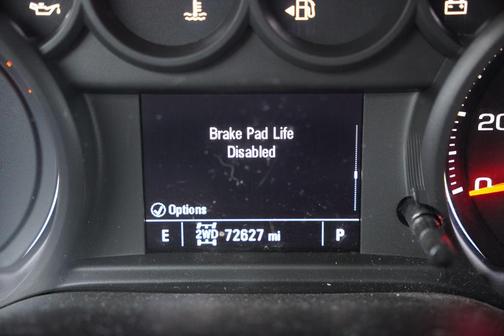 Brake Pad Life
Disabled
Options
E 2WD 72627 mi P
20
0